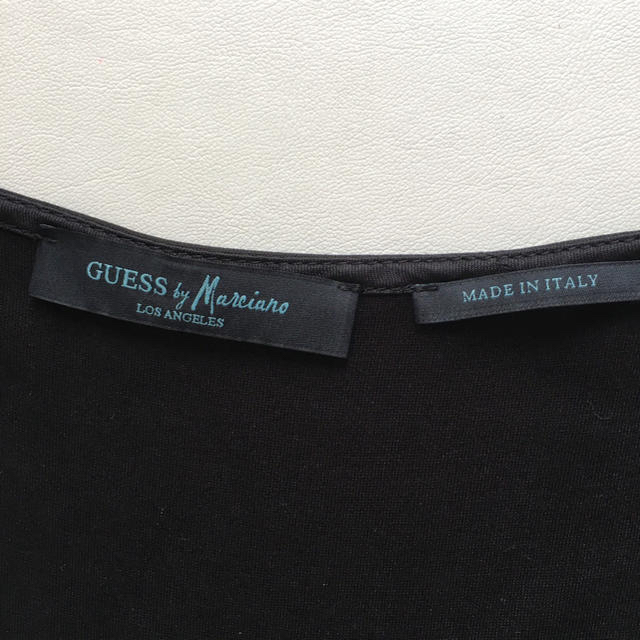 GUESS by Marciano
LOS ANGELES
MADE IN ITALY